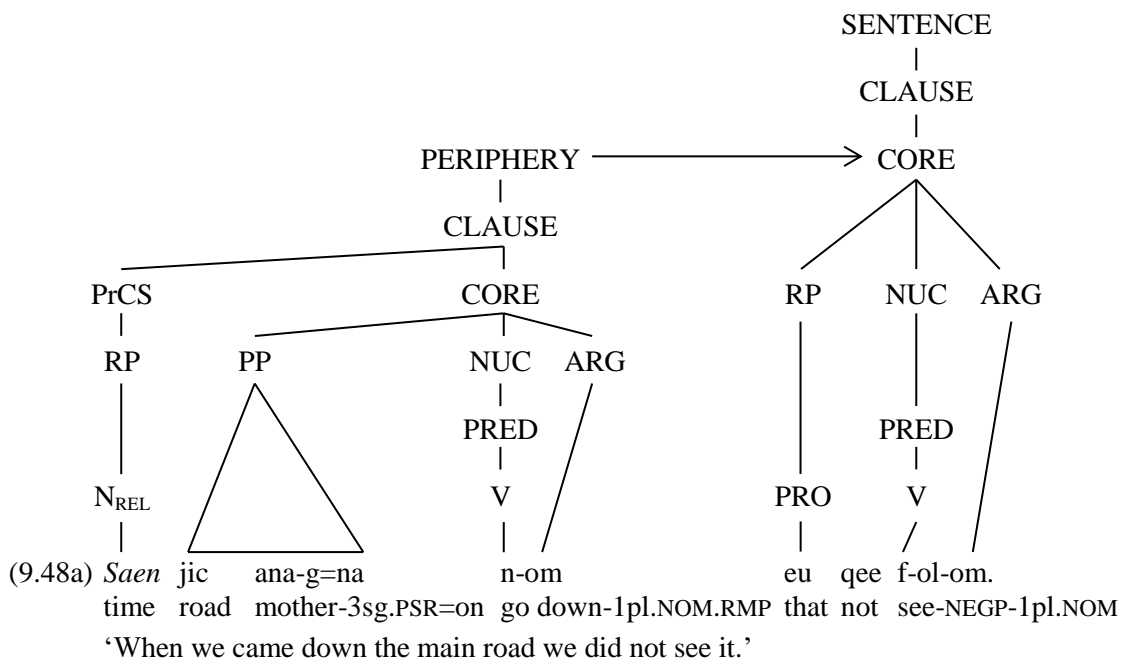 SENTENCE
CLAUSE
PERIPHERY CORE
CLAUSE
PrCS CORE RP NUC ARG
RP PP NUC ARG
PRED PRED
N_REL V PRO V
(9.48a) Saen jic ana-g=na n-om eu qee f-ol-om.
time road mother-3sg.PSR=on go down-1pl.NOM.RMP that not see-NEGP-1pl.NOM
‘When we came down the main road we did not see it.’